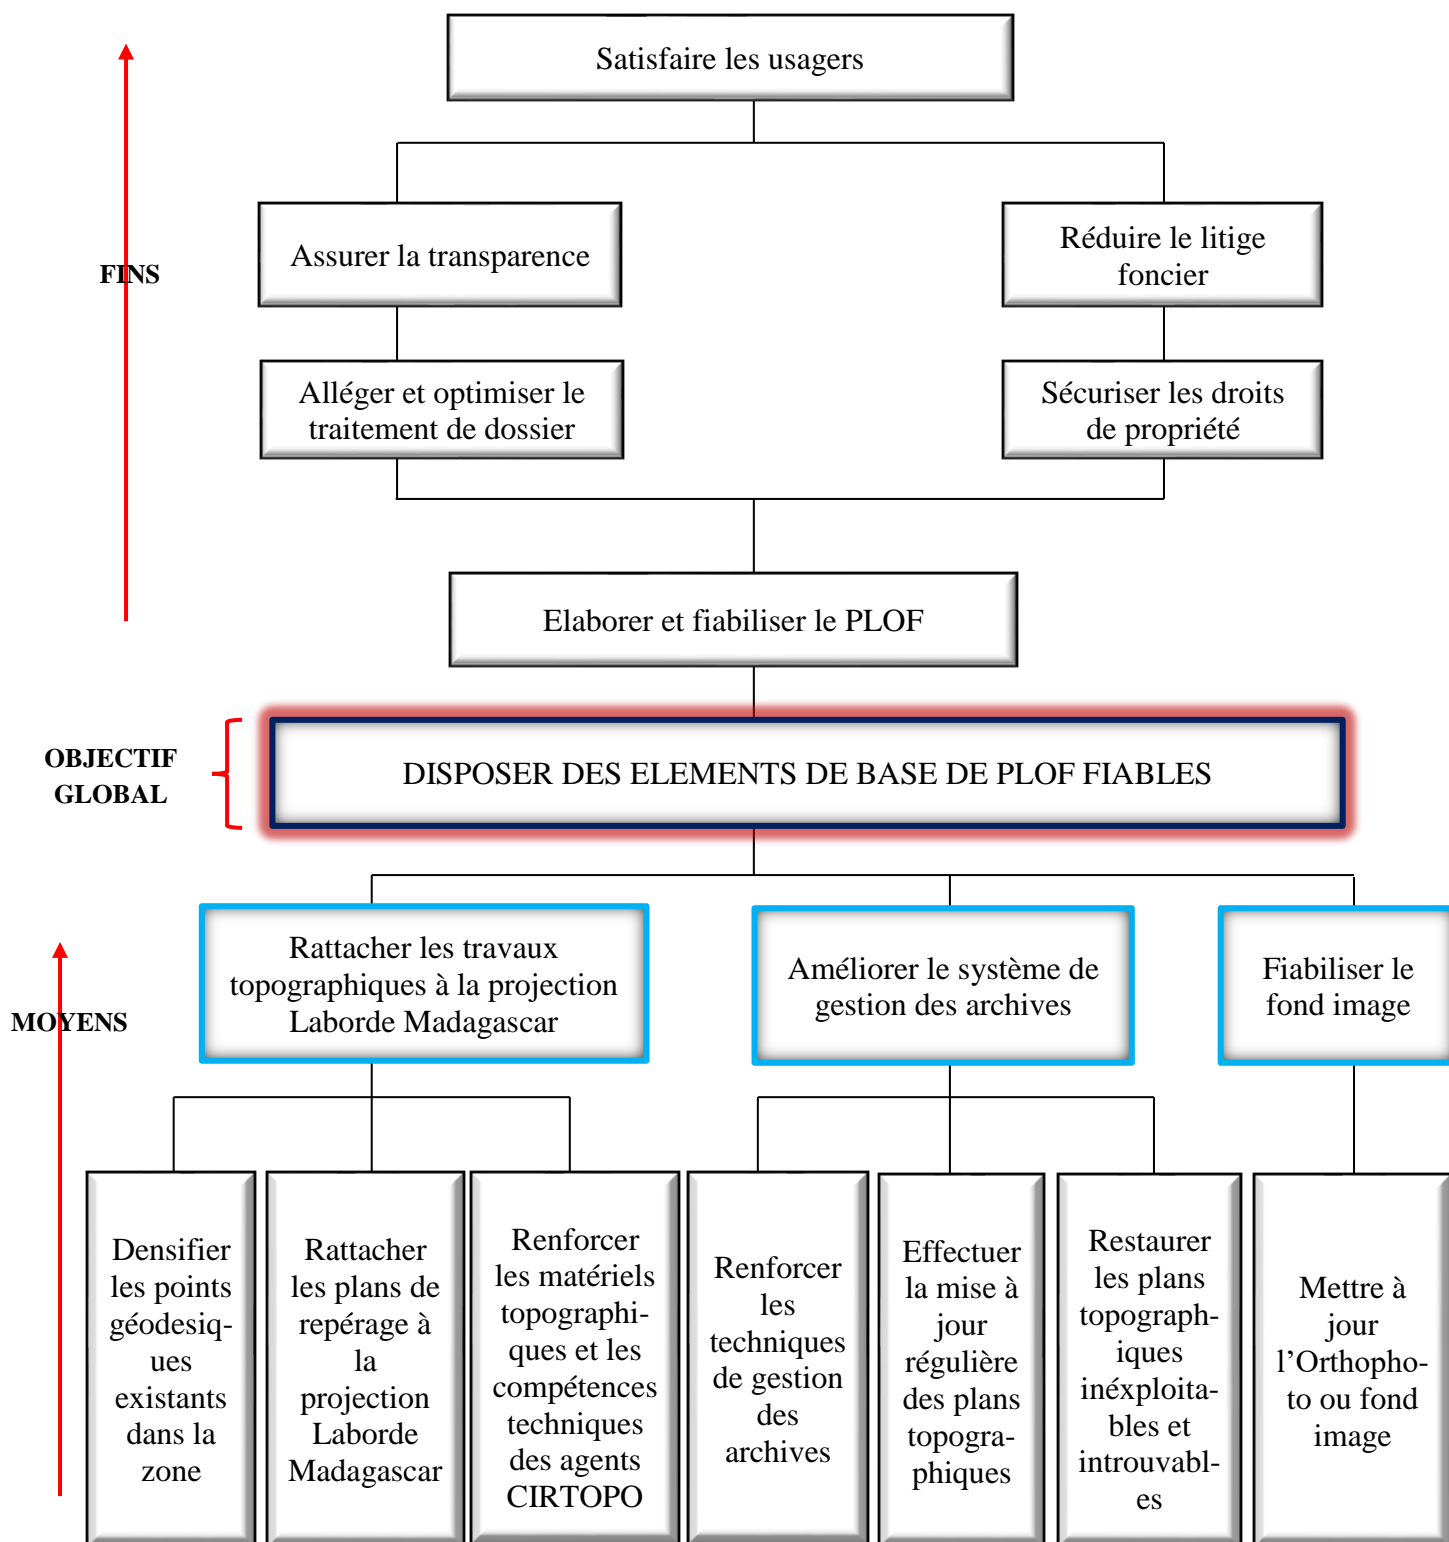 Satisfaire les usagers
FINS
Assurer la transparence
Réduire le litige
foncier
Alléger et optimiser le
traitement de dossier
Sécuriser les droits
de propriété
Elaborer et fiabiliser le PLOF
OBJECTIF
GLOBAL
DISPOSER DES ELEMENTS DE BASE DE PLOF FIABLES
MOYENS
Rattacher les travaux
topographiques à la projection
Laborde Madagascar
Améliorer le système de
gestion des archives
Fiabiliser le
fond image
Densifier
les points
géodesiq-
ues
existants
dans la
zone
Rattacher
les plans de
repérage à
la
projection
Laborde
Madagascar
Renforcer
les matériels
topographi-
ques et les
compétences
techniques
des agents
CIRTOPO
Renforcer
les
techniques
de gestion
des
archives
Effectuer
la mise à
jour
régulière
des plans
topogra-
phiques
Restaurer
les plans
topograph-
iques
inéxploita-
bles et
introuvabl-
es
Mettre à
jour
l’Orthopho-
to ou fond
image